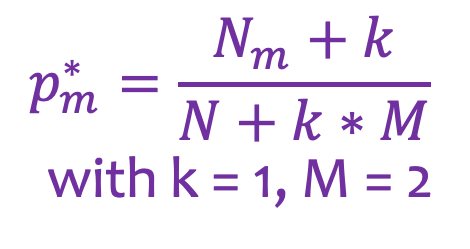 p*m = (Nm + k) / (N + k * M)
with k = 1, M = 2